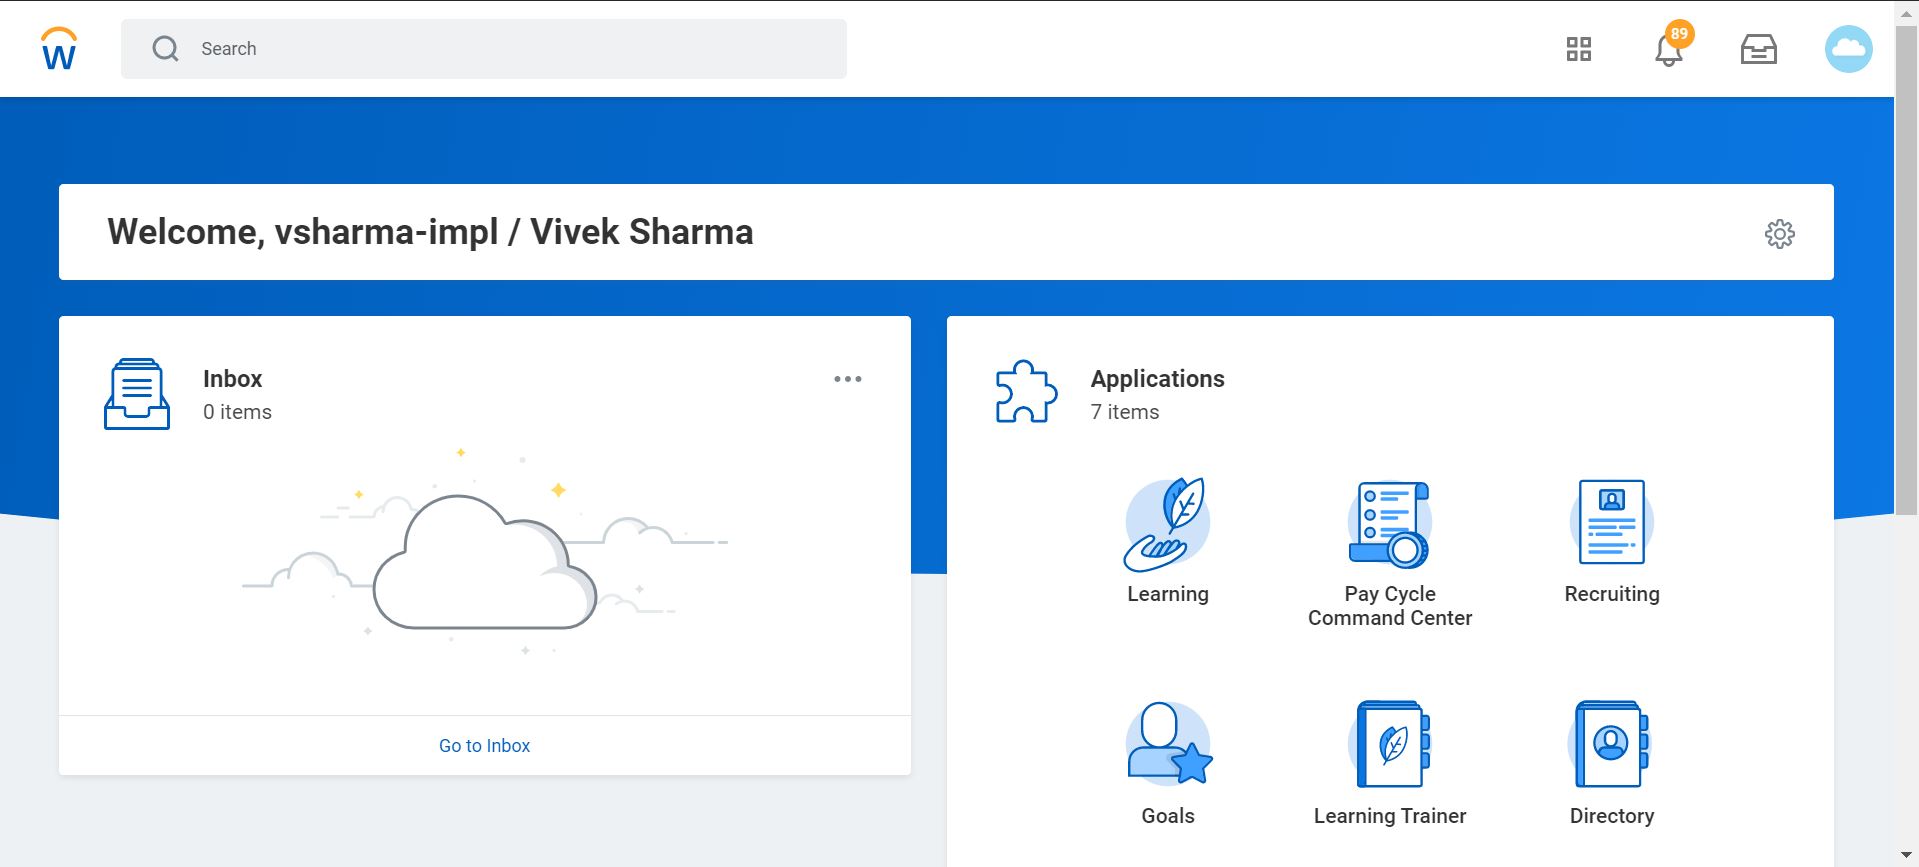 W
Search
89
Welcome, vsharma-impl / Vivek Sharma
Inbox
0 items
Go to Inbox
Applications
7 items
Learning
Pay Cycle
Command Center
Recruiting
Goals
Learning Trainer
Directory